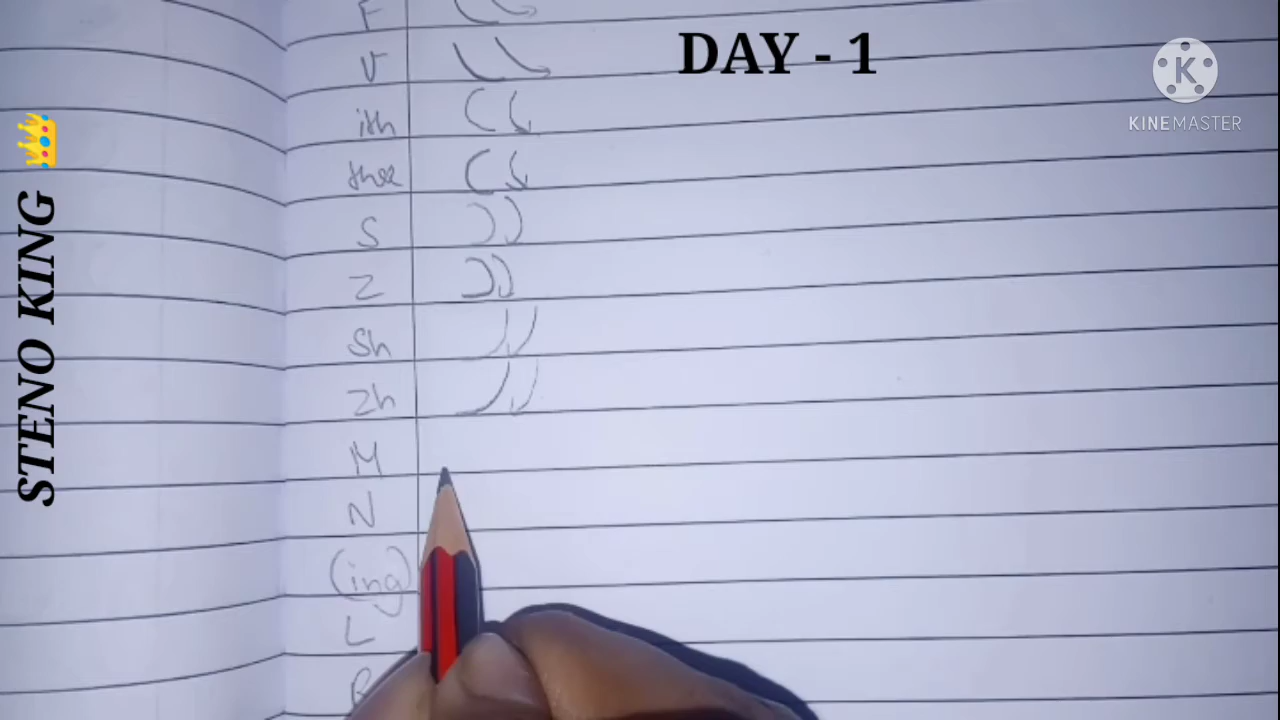 F
DAY - 1
V
K
KINEMASTER
ith
thee
S
Z
Sh
Zh
M
N
(ing)
L
R
STENO KING 👑